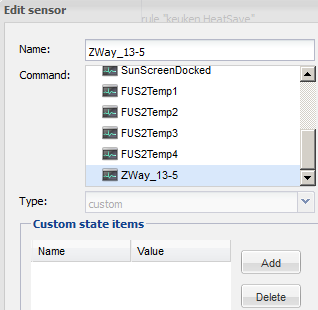 Edit sensor
rule "keuken.HeatSave"
Name:
ZWay_13-5
Command:
SunScreenDocked
FUS2Temp1
FUS2Temp2
FUS2Temp3
FUS2Temp4
ZWay_13-5
Type:
custom
Custom state items
Name Value
Add
Delete